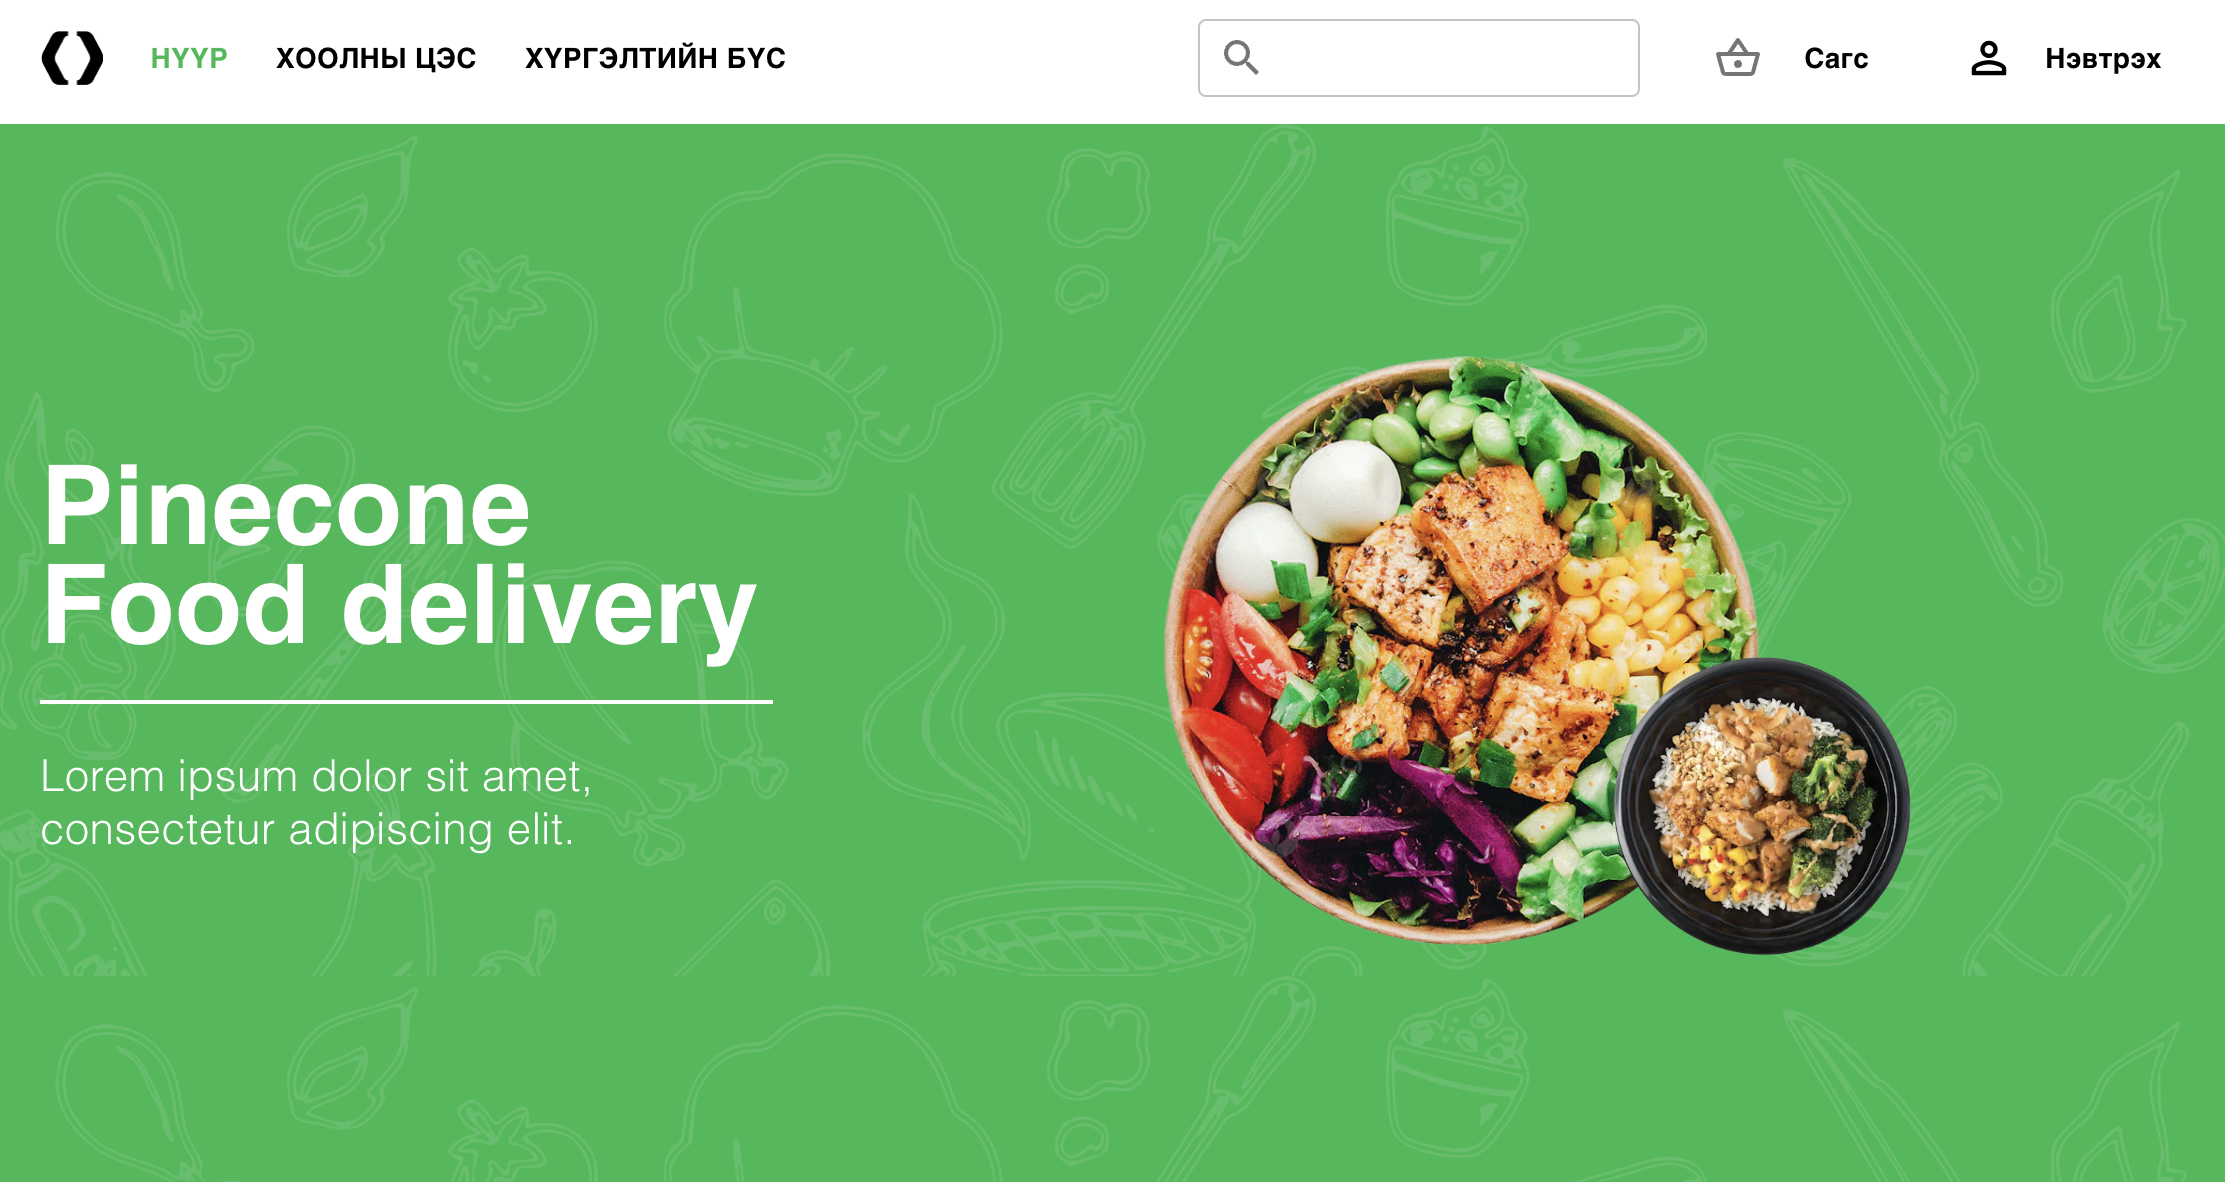 НҮҮР
ХООЛНЫ ЦЭС
ХҮРГЭЛТИЙН БҮС
Сагс
Нэвтрэх
Pinecone
Food delivery
Lorem ipsum dolor sit amet,
consectetur adipiscing elit.